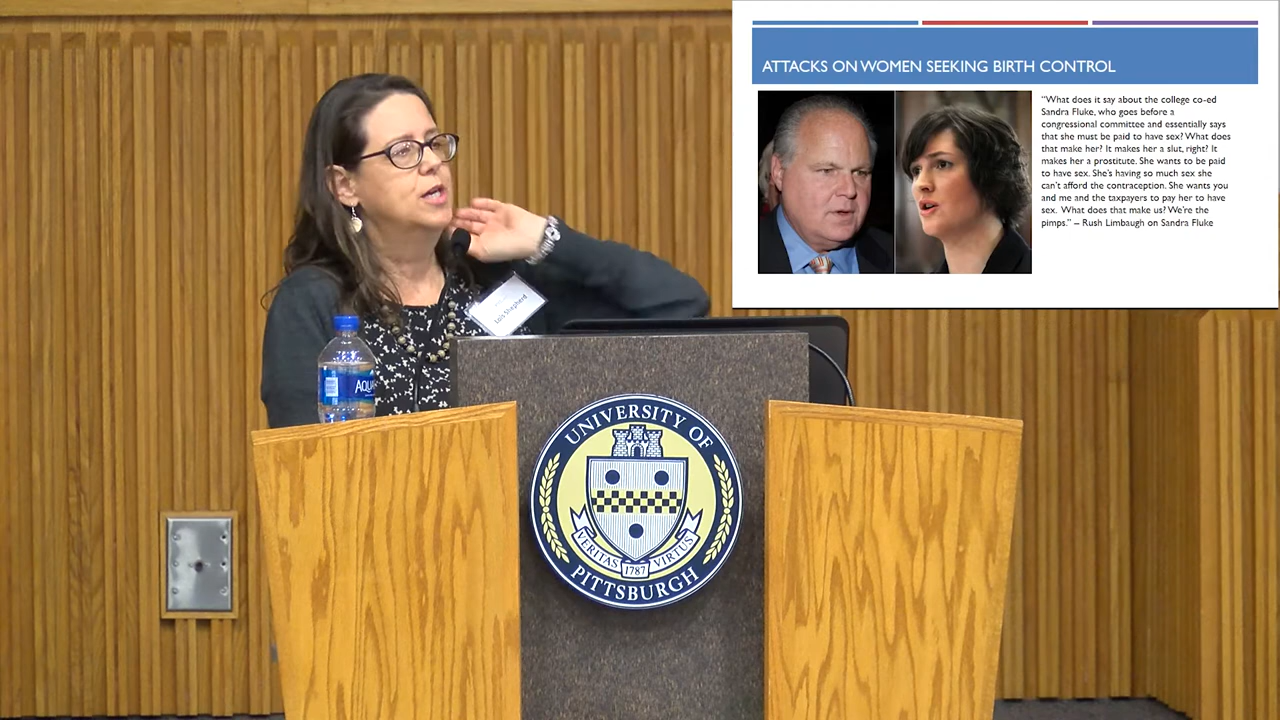 ATTACKS ON WOMEN SEEKING BIRTH CONTROL
“What does it say about the college co-ed
Sandra Fluke, who goes before a
congressional committee and essentially says
that she must be paid to have sex? What does
that make her? It makes her a slut, right? It
makes her a prostitute. She wants to be paid
to have sex. She's having so much sex she
can't afford the contraception. She wants you
and me and the taxpayers to pay her to have
sex. What does that make us? We're the
pimps.” – Rush Limbaugh on Sandra Fluke
Lois Shepherd
AQUA
UNIVERSITY OF
VERITAS 1787 VIRTUS
PITTSBURGH